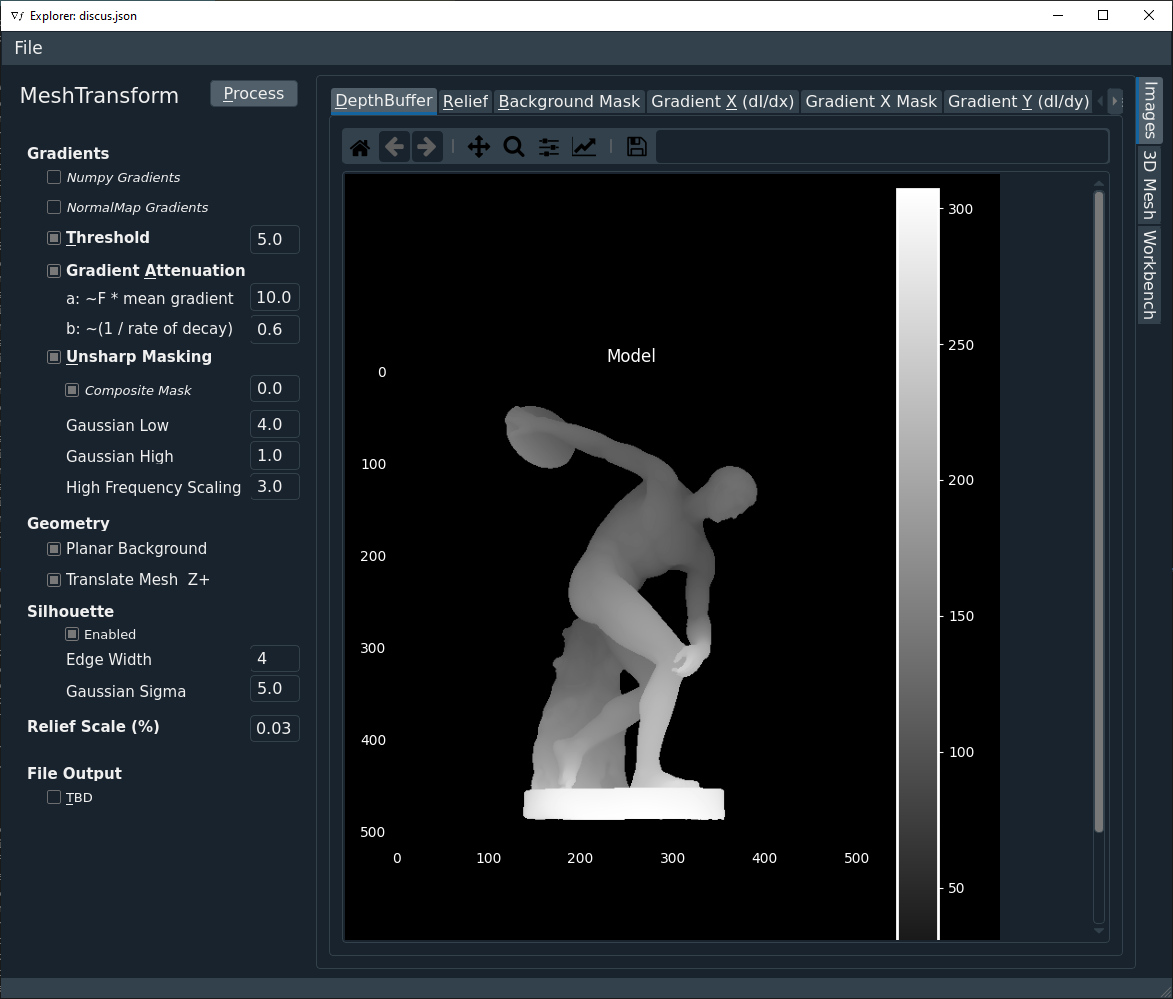 ∇ƒ Explorer: discus.json
File
MeshTransform
Process
Gradients
Numpy Gradients
NormalMap Gradients
Threshold 5.0
Gradient Attenuation
a: ~F * mean gradient 10.0
b: ~(1 / rate of decay) 0.6
Unsharp Masking
Composite Mask 0.0
Gaussian Low 4.0
Gaussian High 1.0
High Frequency Scaling 3.0
Geometry
Planar Background
Translate Mesh Z+
Silhouette
Enabled
Edge Width 4
Gaussian Sigma 5.0
Relief Scale (%) 0.03
File Output
TBD
DepthBuffer Relief Background Mask Gradient X (dI/dx) Gradient X Mask Gradient Y (dI/dy)
Model
0
100
200
300
400
500
0 100 200 300 400 500
300
250
200
150
100
50
Images
3D Mesh
Workbench